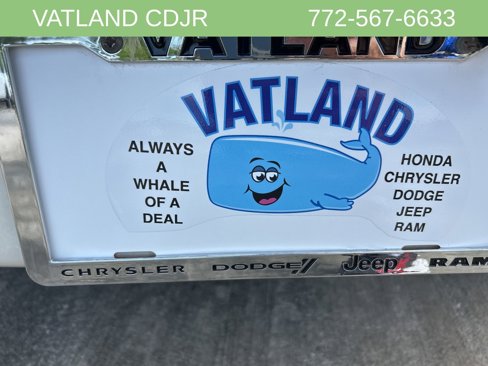 VATLAND CDJR 772-567-6633
VATLAND
VATLAND
ALWAYS
A
WHALE
OF A
DEAL
HONDA
CHRYSLER
DODGE
JEEP
RAM
CHRYSLER DODGE// Jeep RAM